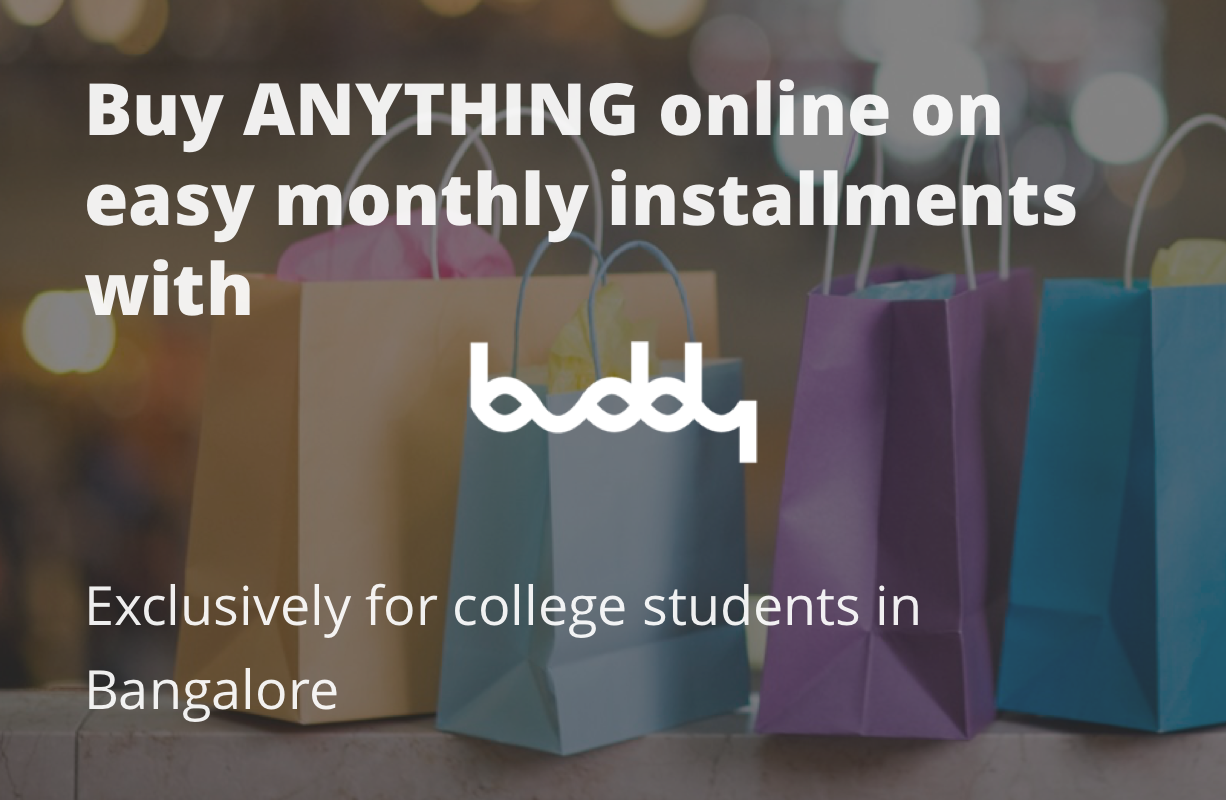 Buy ANYTHING online on
easy monthly installments
with
buddy
Exclusively for college students in
Bangalore